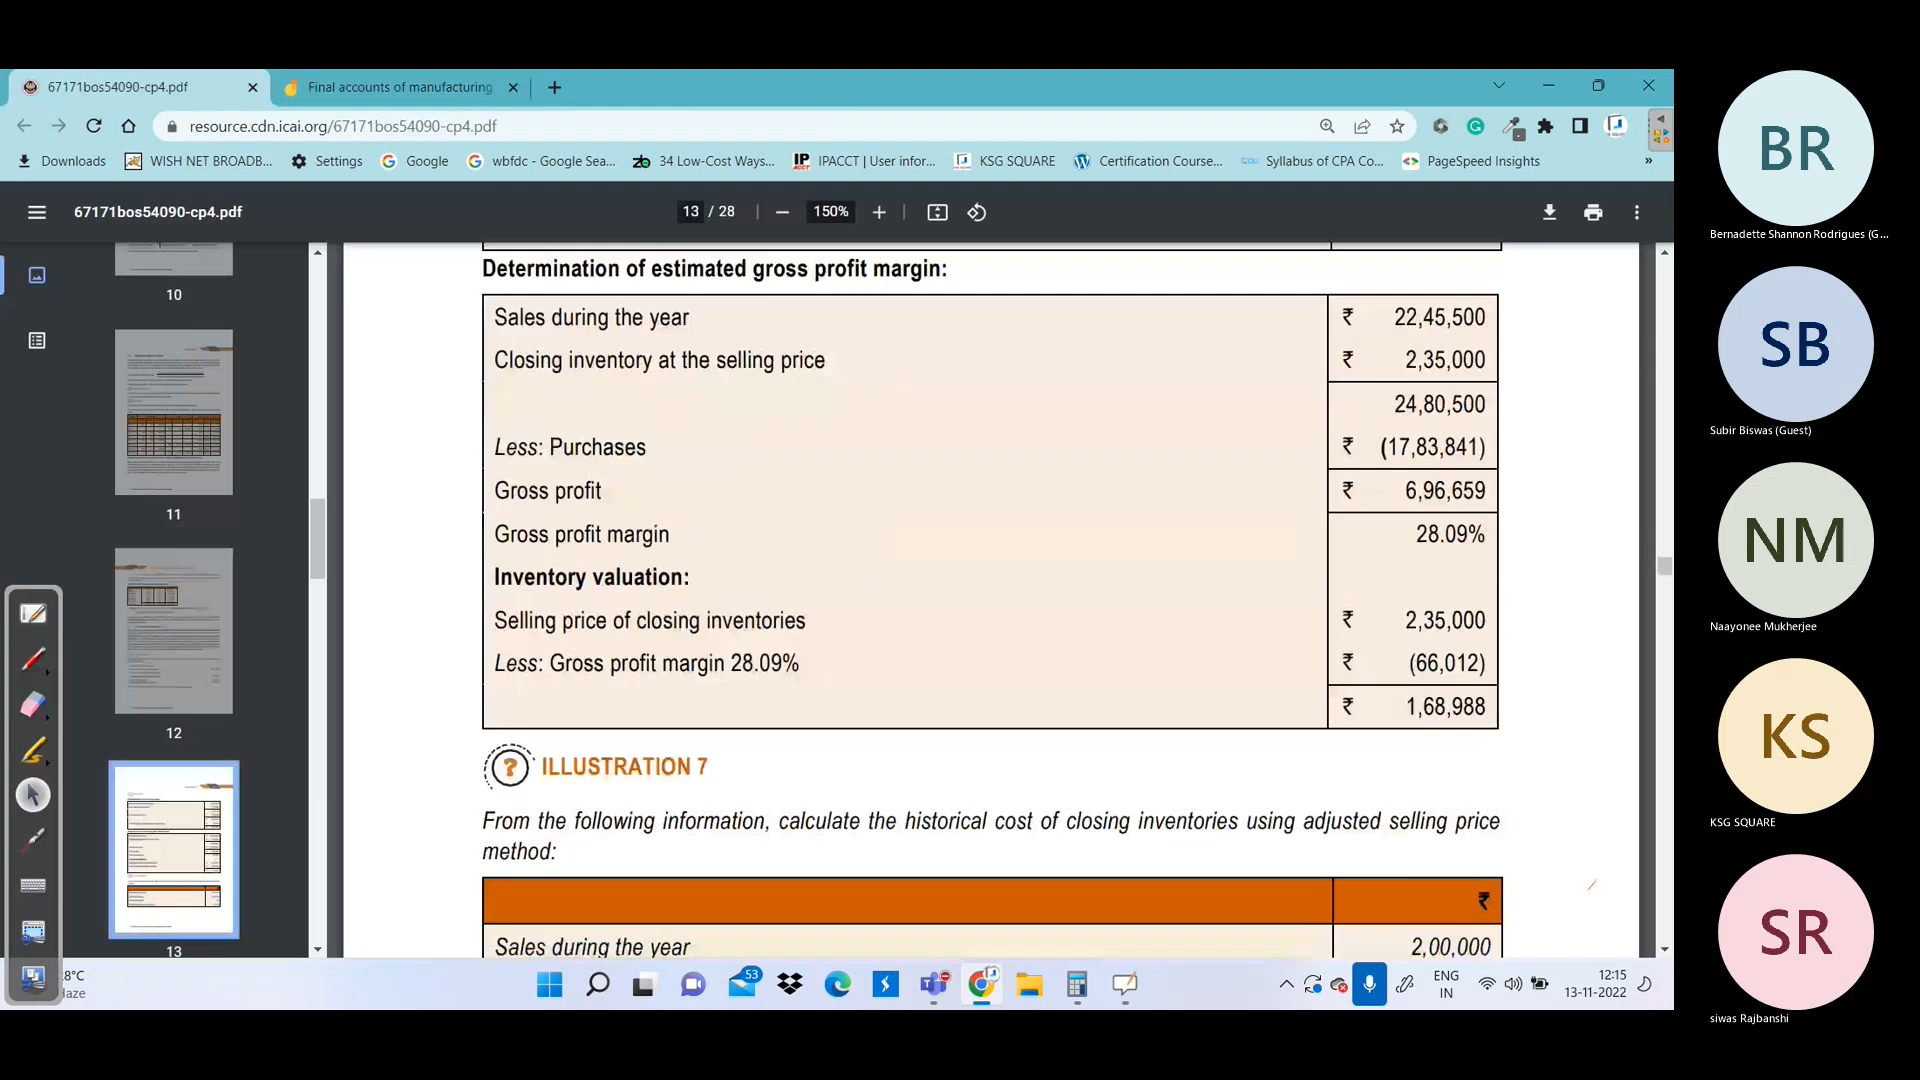 67171bos54090-cp4.pdf
Final accounts of manufacturing
resource.cdn.icai.org/67171bos54090-cp4.pdf
Downloads WISH NET BROADB... Settings Google wbfdc - Google Sea... 34 Low-Cost Ways... IPACCT | User infor... KSG SQUARE Certification Course... Syllabus of CPA Co... PageSpeed Insights »
67171bos54090-cp4.pdf 13 / 28 150%
10
11
12
13
Determination of estimated gross profit margin:
Sales during the year ₹ 22,45,500
Closing inventory at the selling price ₹ 2,35,000
24,80,500
Less: Purchases ₹ (17,83,841)
Gross profit ₹ 6,96,659
Gross profit margin 28.09%
Inventory valuation:
Selling price of closing inventories ₹ 2,35,000
Less: Gross profit margin 28.09% ₹ (66,012)
₹ 1,68,988
? ILLUSTRATION 7
From the following information, calculate the historical cost of closing inventories using adjusted selling price
method:
₹
Sales during the year 2,00,000
8°C
53
ENG
IN
12:15
13-11-2022
BR
Bernadette Shannon Rodrigues (G...
SB
Subir Biswas (Guest)
NM
Naayonee Mukherjee
KS
KSG SQUARE
SR
siwas Rajbanshi